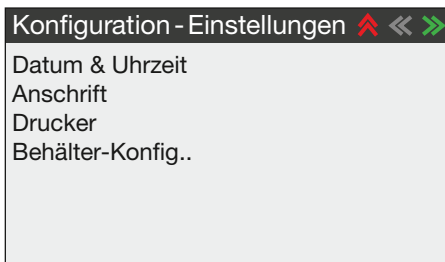 Konfiguration - Einstellungen
Datum & Uhrzeit
Anschrift
Drucker
Behälter-Konfig..